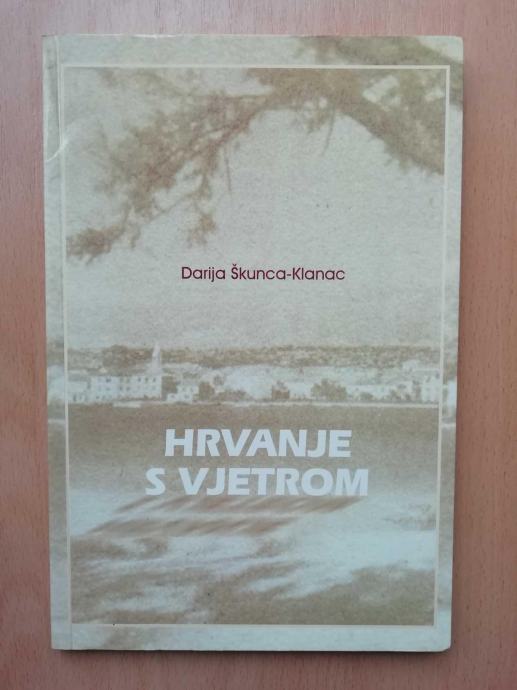 Darija Škunca-Klanac
HRVANJE
S VJETROM